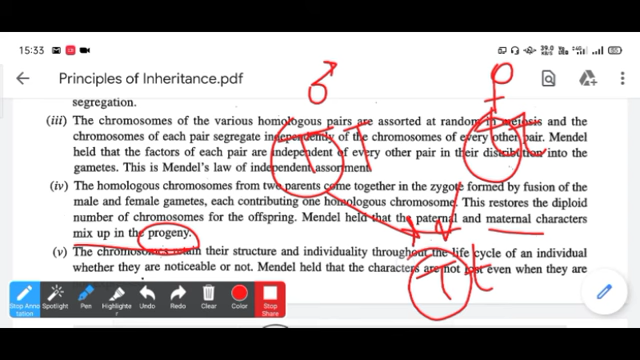 15:33
Principles of Inheritance.pdf
segregation.
(iii) The chromosomes of the various homologous pairs are assorted at random in meiosis and the
chromosomes of each pair segregate independently of the chromosomes of every other pair. Mendel
held that the factors of each pair are independent of every other pair in their distribution into the
gametes. This is Mendel's law of independent assortment.
(iv) The homologous chromosomes from two parents come together in the zygote formed by fusion of the
male and female gametes, each contributing one homologous chromosome. This restores the diploid
number of chromosomes for the offspring. Mendel held that the paternal and maternal characters
mix up in the progeny.
(v) The chromosomes retain their structure and individuality throughout the life cycle of an individual
whether they are noticeable or not. Mendel held that the characters are not lost even when they are
♂ ♀
T T t t
T t
Stop Anno
tation
Spotlight
Pen
Highlighte
r
Undo
Redo
Clear
Color
Stop
Share